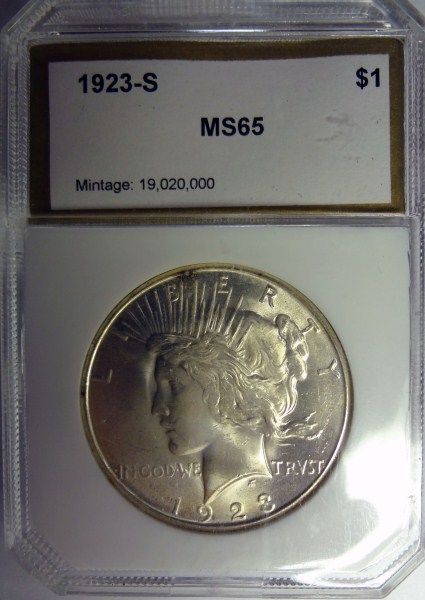 1923-S $1
MS65
Mintage: 19,020,000
LIBERTY
IN GOD WE TRVST
1923